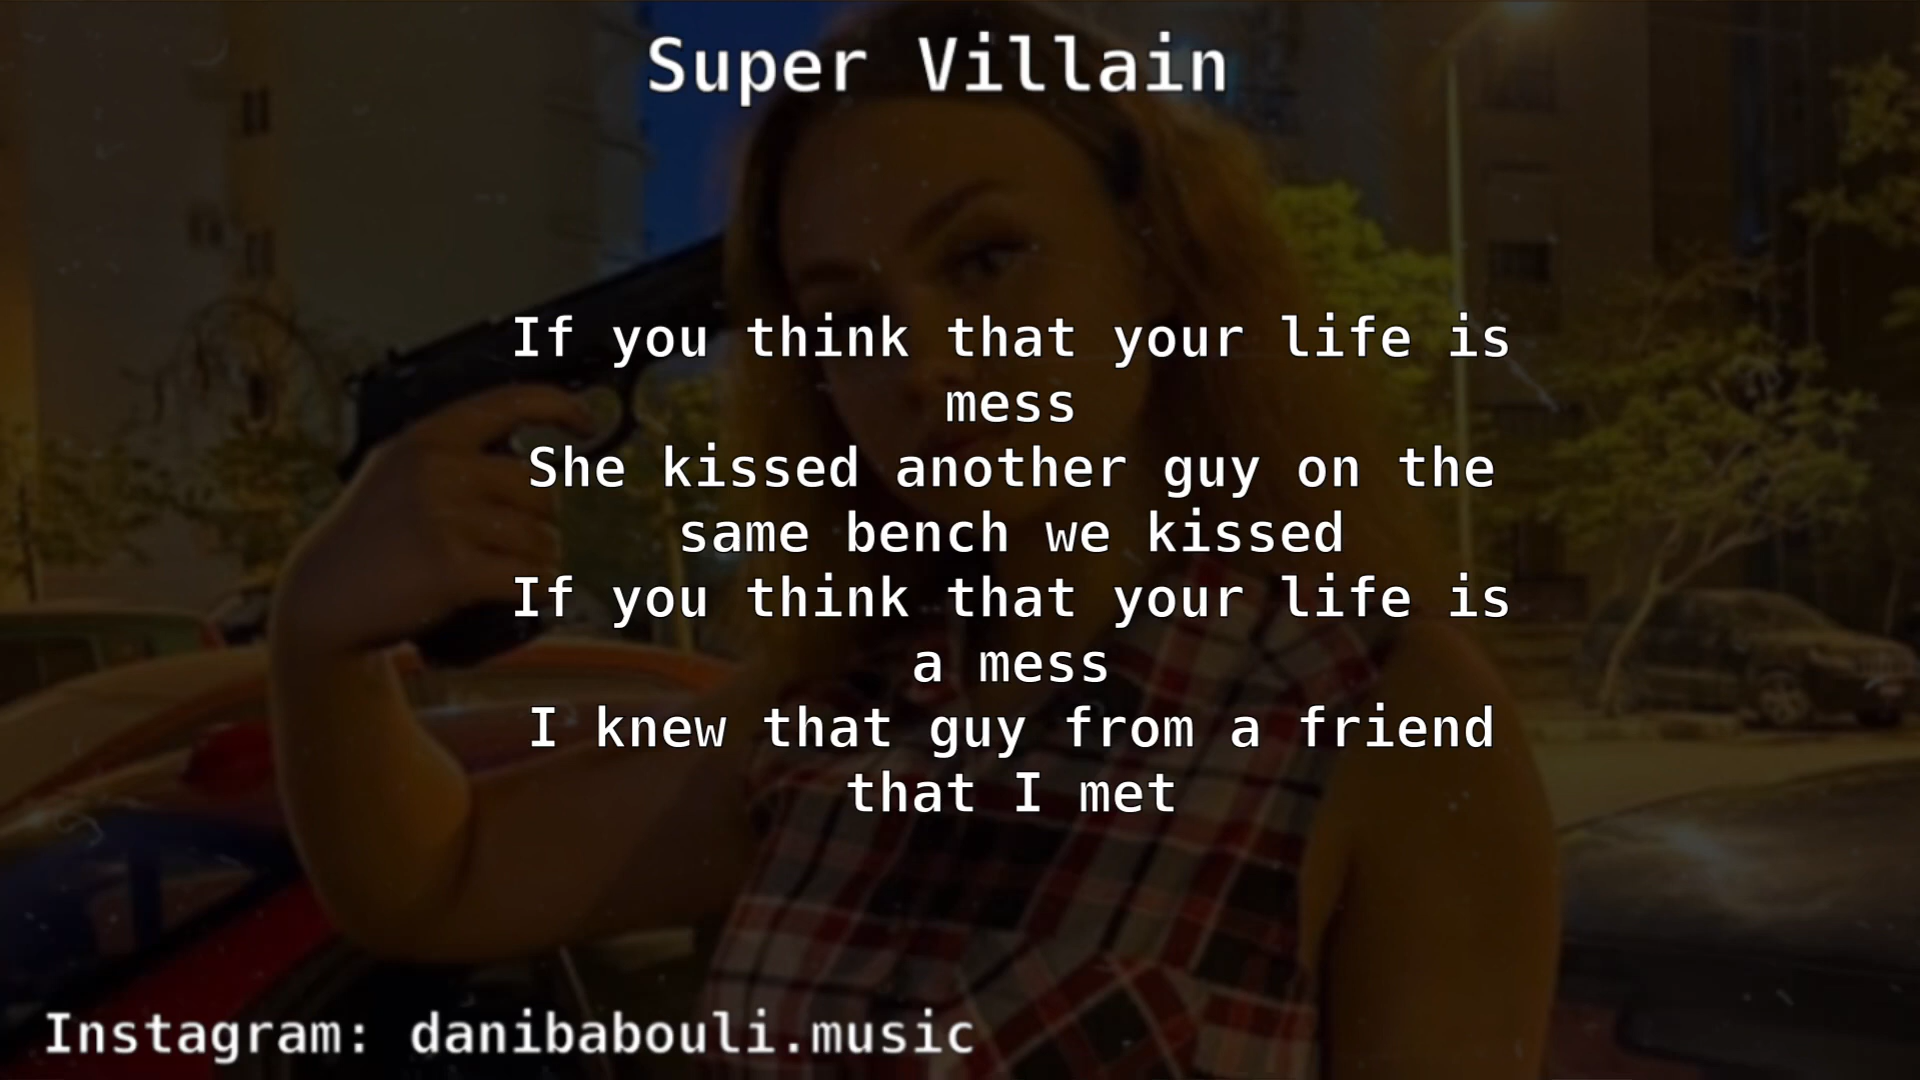 Super Villain
If you think that your life is
mess
She kissed another guy on the
same bench we kissed
If you think that your life is
a mess
I knew that guy from a friend
that I met
Instagram: danibabouli.music